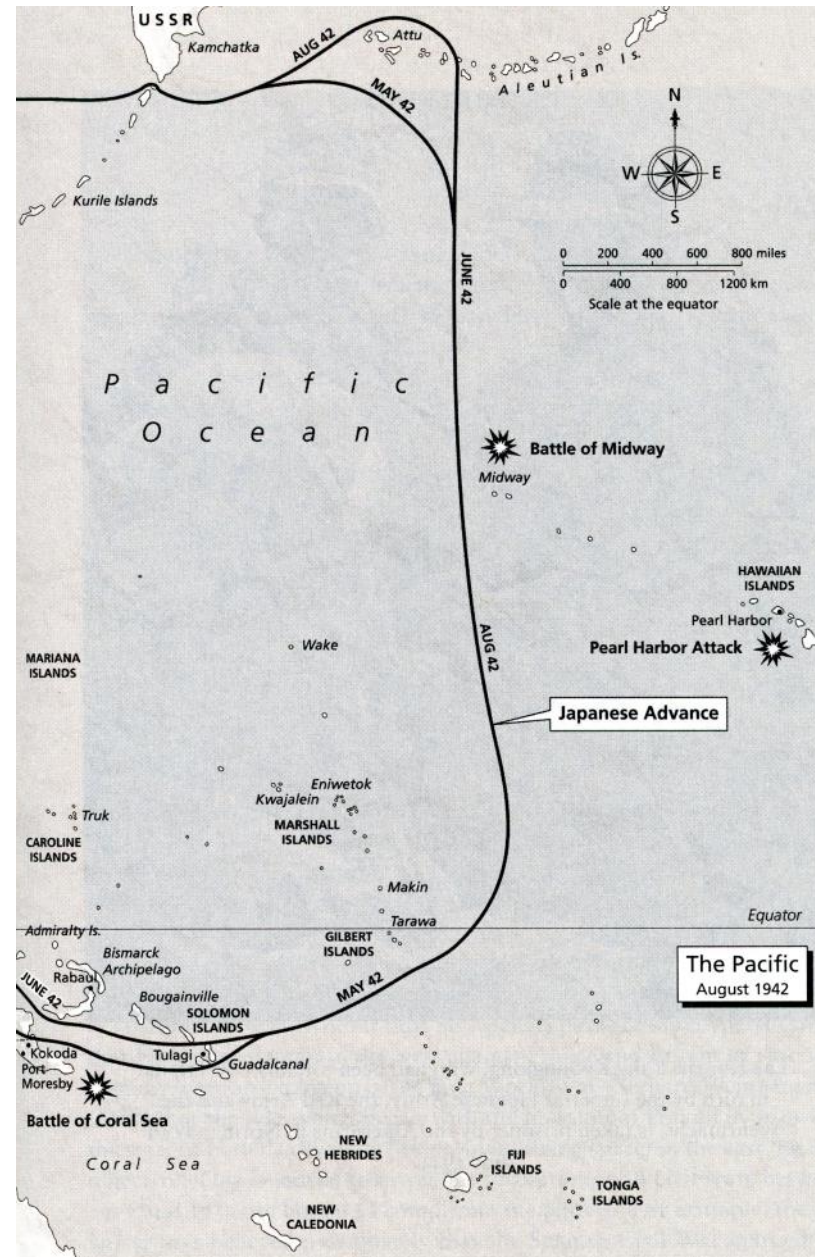 USSR
Kamchatka
AUG 42
Attu
Aleutian Is.
MAY 42
N
W
E
S
Kurile Islands
JUNE 42
0 200 400 600 800 miles
0 400 800 1200 km
Scale at the equator
Pacific
Ocean
Battle of Midway
Midway
HAWAIIAN
ISLANDS
Pearl Harbor
Pearl Harbor Attack
AUG 42
Wake
MARIANA
ISLANDS
Japanese Advance
Eniwetok
Kwajalein
MARSHALL
ISLANDS
Truk
CAROLINE
ISLANDS
Makin
Tarawa
Equator
Admiralty Is.
GILBERT
ISLANDS
Bismarck
Archipelago
Rabaul
JUNE 42
MAY 42
The Pacific
August 1942
Bougainville
SOLOMON
ISLANDS
Kokoda
Port
Moresby
Tulagi
Guadalcanal
Battle of Coral Sea
Coral Sea
NEW
HEBRIDES
FIJI
ISLANDS
TONGA
ISLANDS
NEW
CALEDONIA